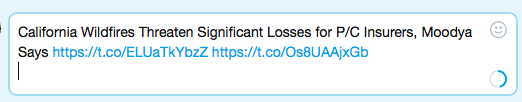 California Wildfires Threaten Significant Losses for P/C Insurers, Moodya
Says https://t.co/ELUaTkYbzZ https://t.co/Os8UAAjxGb